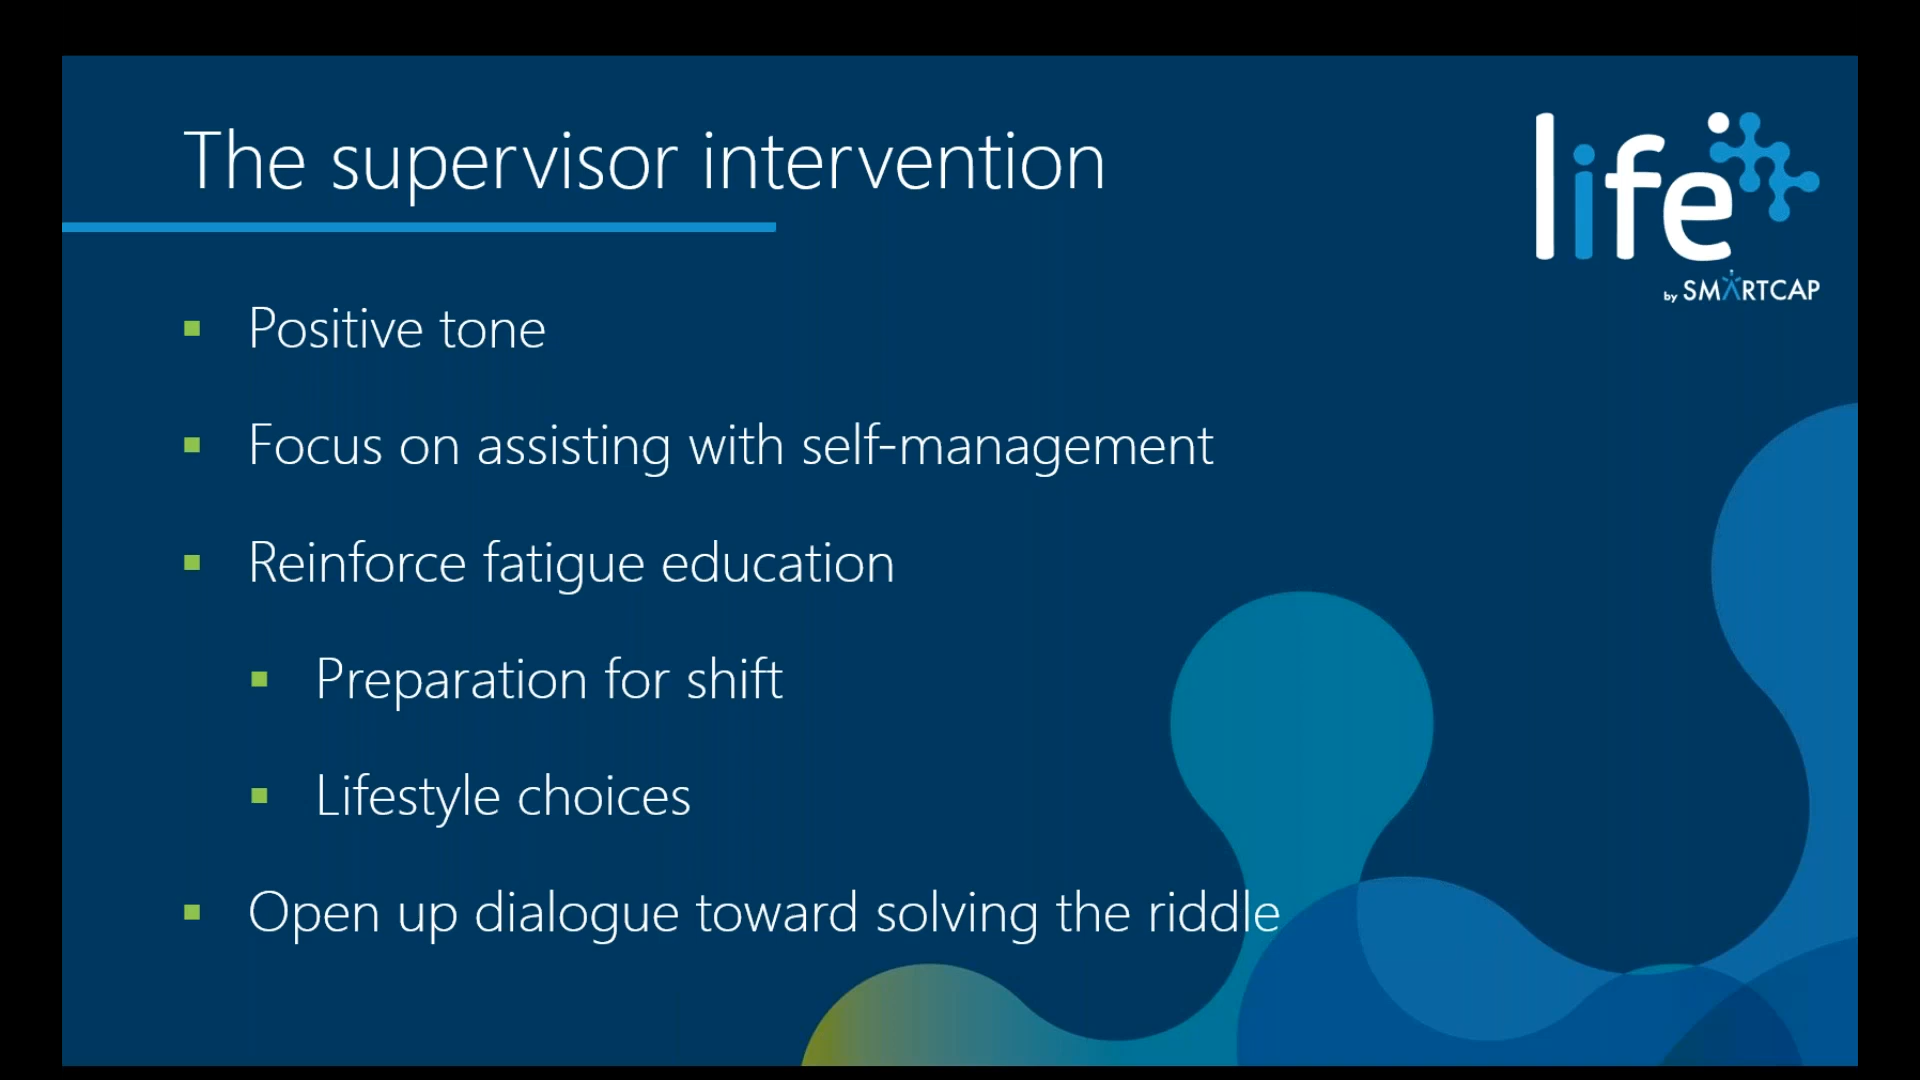 The supervisor intervention
life
by SMARTCAP
Positive tone
Focus on assisting with self-management
Reinforce fatigue education
Preparation for shift
Lifestyle choices
Open up dialogue toward solving the riddle